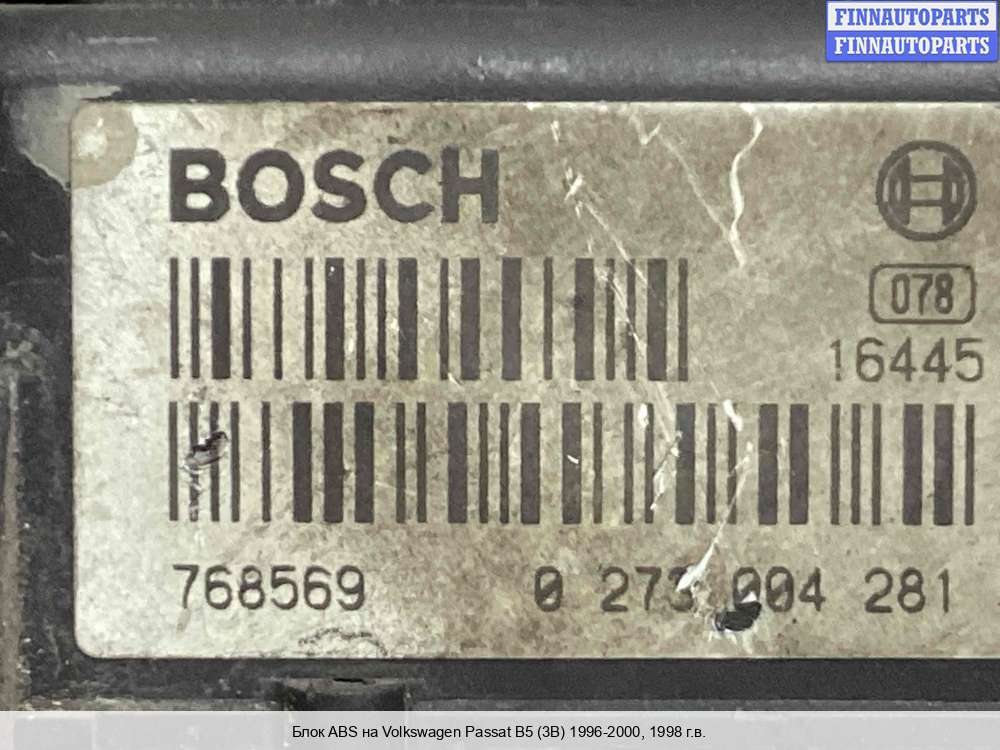 FINNAUTOPARTS
FINNAUTOPARTS
BOSCH
078
16445
768569
0 273 004 281
Блок ABS на Volkswagen Passat B5 (3B) 1996-2000, 1998 г.в.